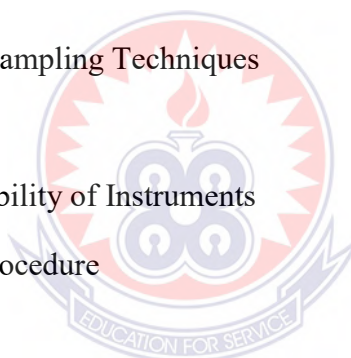 ampling Techniques
bility of Instruments
ocedure
EDUCATION FOR SERVICE